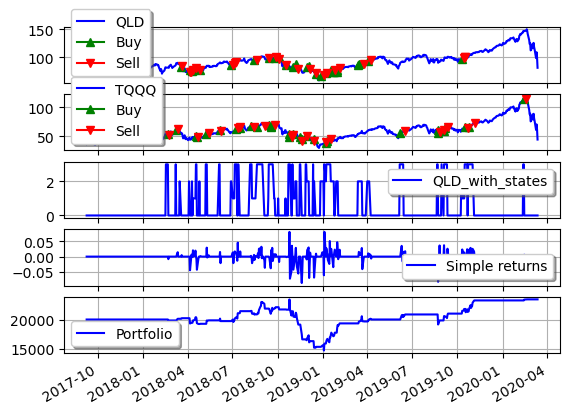 QLD
Buy
Sell
150
100
TQQQ
Buy
Sell
100
50
QLD_with_states
2
0
0.05
0.00
−0.05
Simple returns
20000
15000
Portfolio
2017-10
2018-01
2018-04
2018-07
2018-10
2019-01
2019-04
2019-07
2019-10
2020-01
2020-04